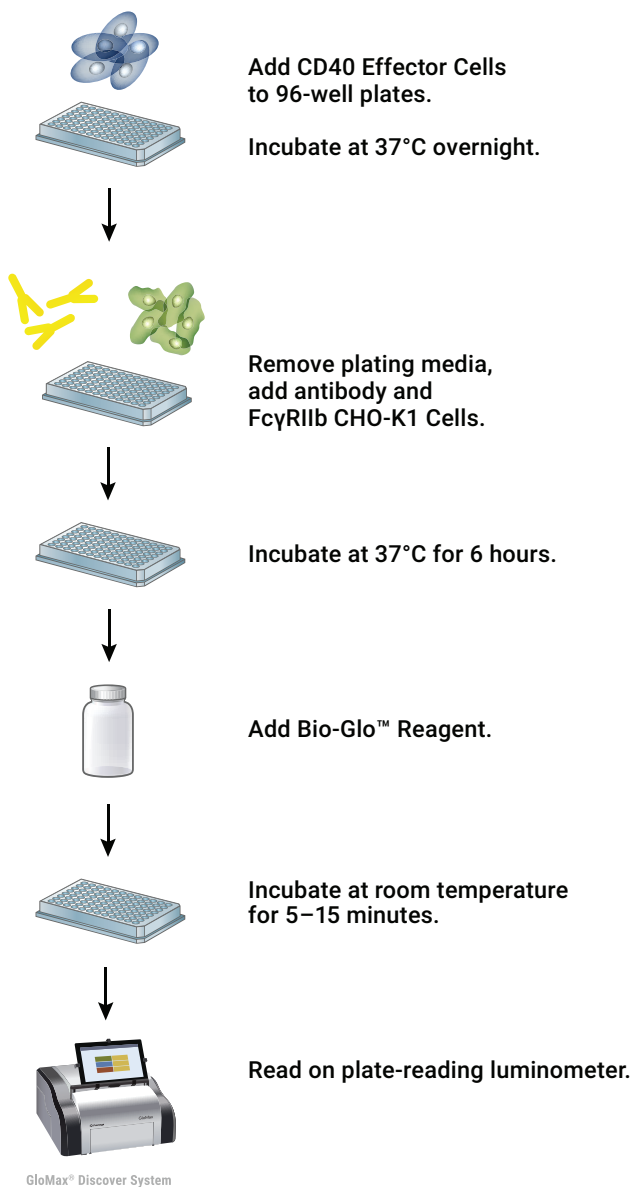 Add CD40 Effector Cells
to 96-well plates.
Incubate at 37°C overnight.
Remove plating media,
add antibody and
FcγRIIb CHO-K1 Cells.
Incubate at 37°C for 6 hours.
Add Bio-Glo™ Reagent.
Incubate at room temperature
for 5–15 minutes.
Read on plate-reading luminometer.
GloMax® Discover System